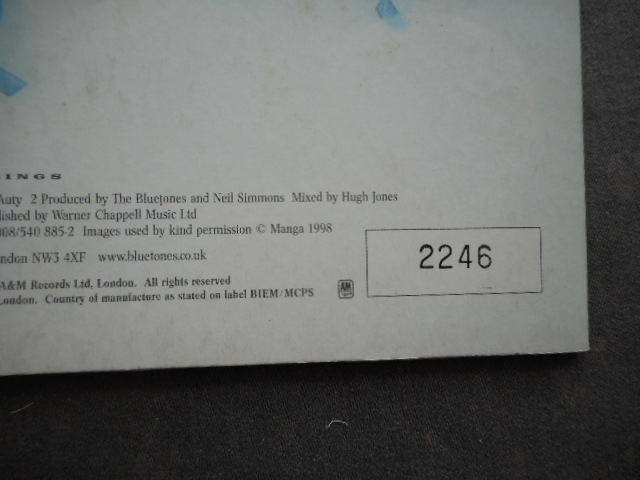 INGS
Auty 2 Produced by The Bluetones and Neil Simmons Mixed by Hugh Jones
lished by Warner Chappell Music Ltd
008/540 885-2 Images used by kind permission © Manga 1998
ndon NW3 4XF www.bluetones.co.uk
2246
A&M Records Ltd, London. All rights reserved
London. Country of manufacture as stated on label BIEM/MCPS
AM